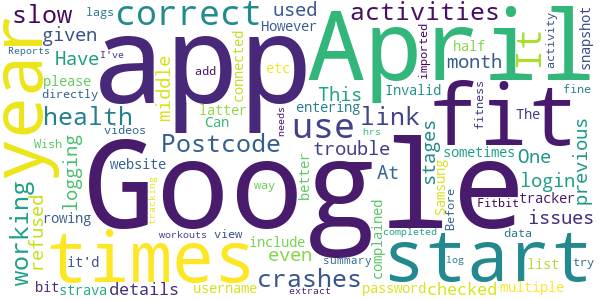 lags correct used activities slow
Reports I've given However imported activity snapshot
year app April It
Have middle add etc connected month half
please latter This Invalid fine
directly Can entering fitness
health videos use link fit The
logging Postcode trouble stages needs previous
working refused website better hrs At sometimes One login
Google
rowing tracking way Samsung Fitbit tracker
times workouts view even Before issues
it'd include complained start completed data
bit crashes summary list log try
strava details username extract password checked multiple